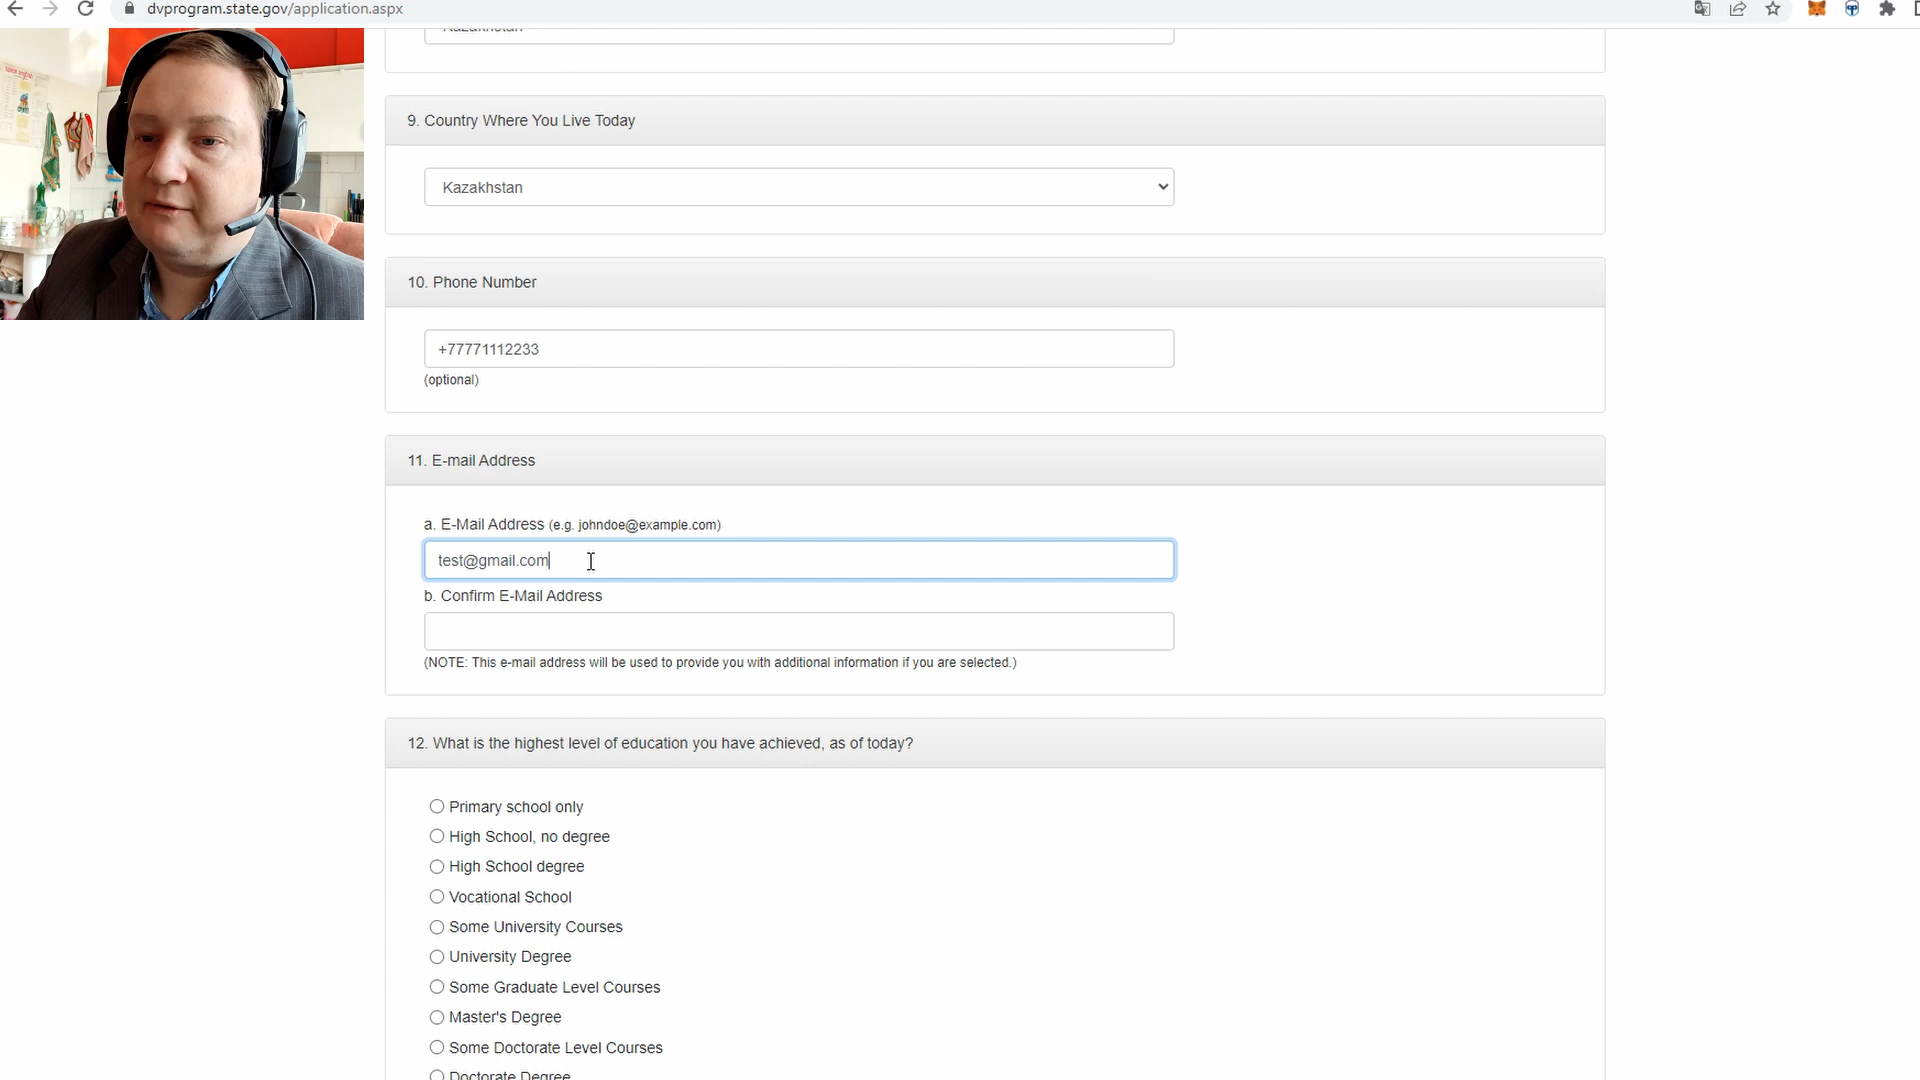 dvprogram.state.gov/application.aspx
Kazakhstan
9. Country Where You Live Today
Kazakhstan
10. Phone Number
+77771112233
(optional)
11. E-mail Address
a. E-Mail Address (e.g. johndoe@example.com)
test@gmail.com
b. Confirm E-Mail Address
(NOTE: This e-mail address will be used to provide you with additional information if you are selected.)
12. What is the highest level of education you have achieved, as of today?
Primary school only
High School, no degree
High School degree
Vocational School
Some University Courses
University Degree
Some Graduate Level Courses
Master's Degree
Some Doctorate Level Courses
Doctorate Degree